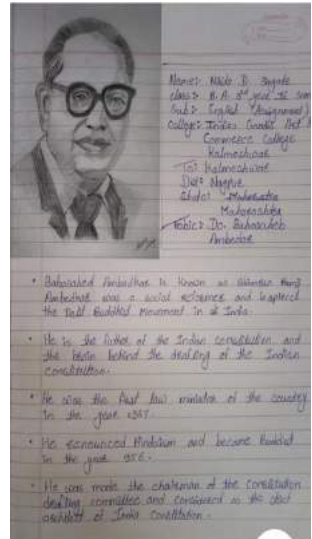 Name:- D.
Class:- B.A. 3rd year
Sub:- English (Assignment)
College:- Indira Gandhi Art &
Commerce College
Kalmeshwar
To: Kalmeshwar
Dist: Nagpur
State: Maharashtra
Maharashtra
Topic:- Dr. Babasaheb
Ambedkar
• Babasaheb Ambedkar is known as
Ambedkar was a social reformer and
the Dalit Buddhist Movement in India.
• He is the father of the Indian constitution and
the brain behind the drafting of the Indian
constitution.
• He was the first law minister of the country
in the year 1947.
• He renounced Hinduism and became Buddhist
in the year 1956.
• He was made the chairman of the constitution
drafting committee and considered as the chief
architect of India Constitution.